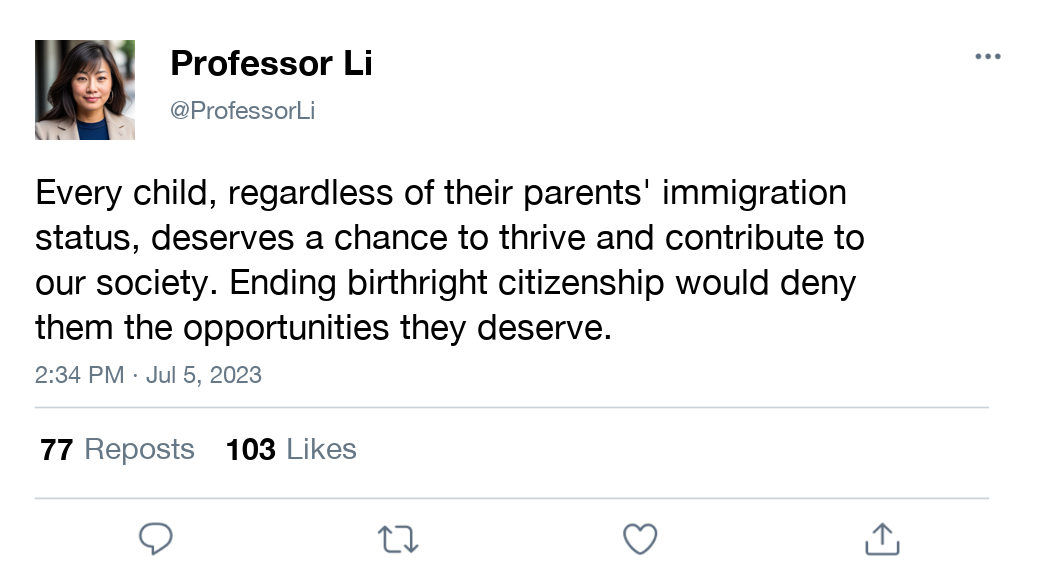 Professor Li
@ProfessorLi
Every child, regardless of their parents' immigration
status, deserves a chance to thrive and contribute to
our society. Ending birthright citizenship would deny
them the opportunities they deserve.
2:34 PM · Jul 5, 2023
77 Reposts 103 Likes